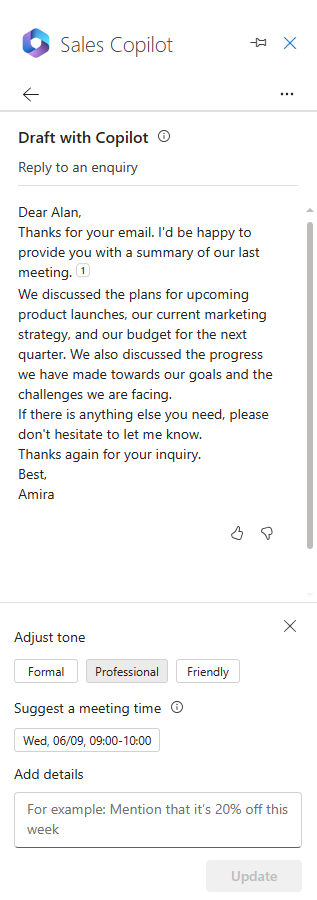 Sales Copilot
Draft with Copilot
Reply to an enquiry
Dear Alan,
Thanks for your email. I'd be happy to
provide you with a summary of our last
meeting. 1
We discussed the plans for upcoming
product launches, our current marketing
strategy, and our budget for the next
quarter. We also discussed the progress
we have made towards our goals and the
challenges we are facing.
If there is anything else you need, please
don't hesitate to let me know.
Thanks again for your inquiry.
Best,
Amira
Adjust tone
Formal Professional Friendly
Suggest a meeting time
Wed, 06/09, 09:00-10:00
Add details
For example: Mention that it's 20% off this
week
Update